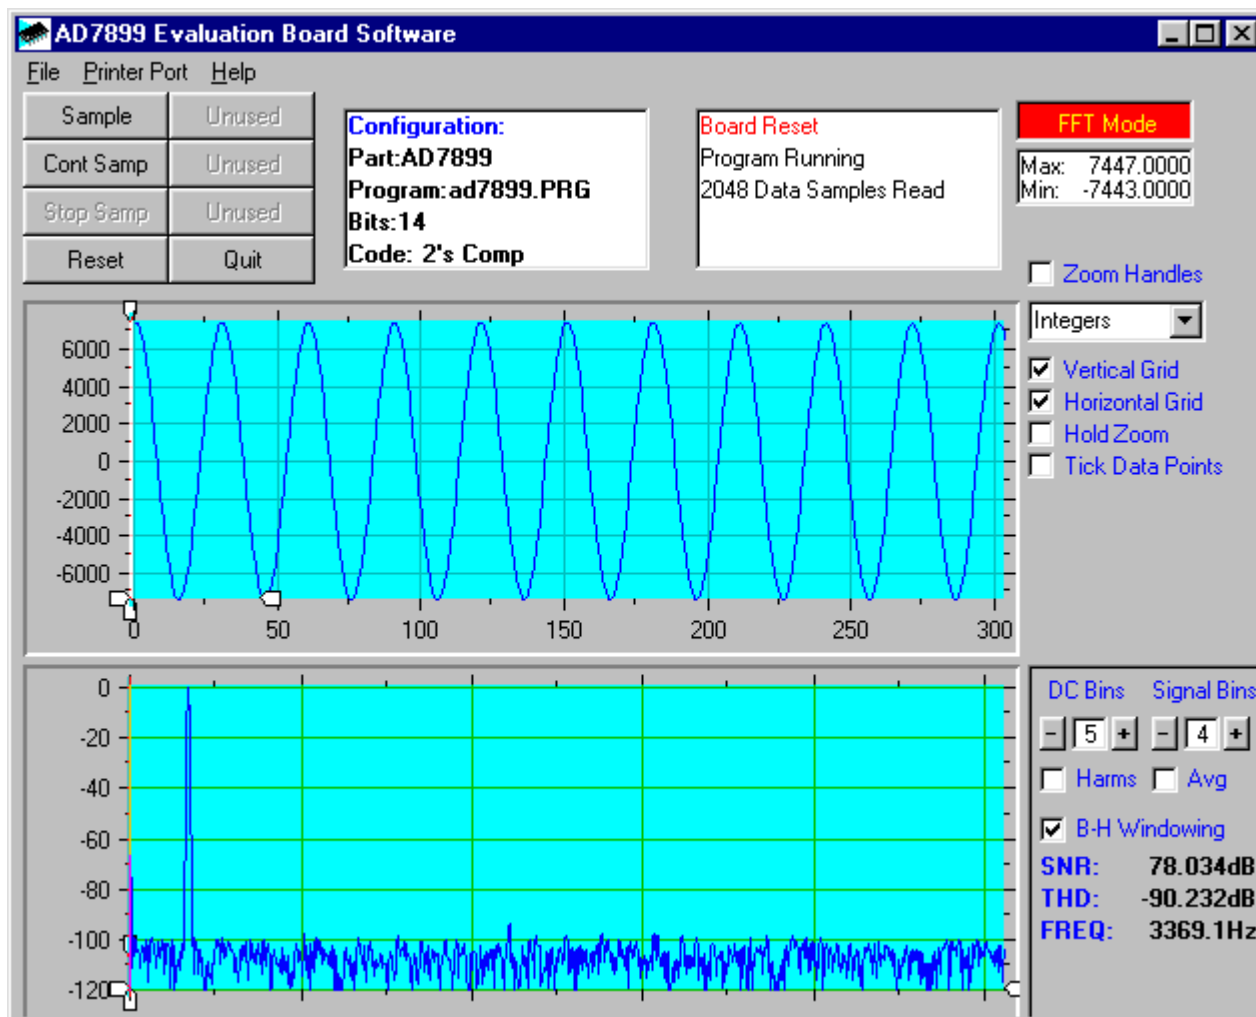 AD7899 Evaluation Board Software
File Printer Port Help
Sample Unused
Cont Samp Unused
Stop Samp Unused
Reset Quit
Configuration:
Part:AD7899
Program:ad7899.PRG
Bits:14
Code: 2's Comp
Board Reset
Program Running
2048 Data Samples Read
FFT Mode
Max: 7447.0000
Min: -7443.0000
Zoom Handles
Integers
Vertical Grid
Horizontal Grid
Hold Zoom
Tick Data Points
6000
4000
2000
0
-2000
-4000
-6000
0 50 100 150 200 250 300
0
-20
-40
-60
-80
-100
-120
DC Bins Signal Bins
- 5 + - 4 +
Harms Avg
B-H Windowing
SNR: 78.034dB
THD: -90.232dB
FREQ: 3369.1Hz